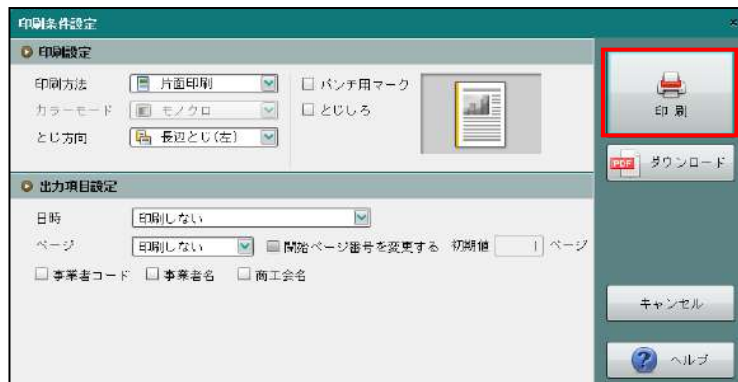 印刷条件設定 ×
印刷設定
印刷方法 片面印刷 パンチ用マーク
カラーモード モノクロ とじしろ
とじ方向 長辺とじ(左)
印刷
PDF ダウンロード
出力項目設定
日時 印刷しない
ページ 印刷しない 開始ページ番号を変更する 初期値 1 ページ
事業者コード 事業者名 商工会名
キャンセル
? ヘルプ